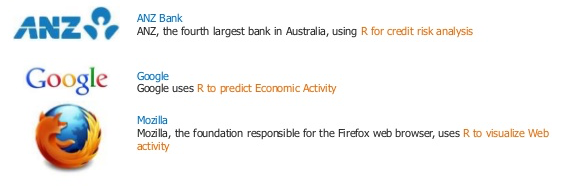 ANZ
ANZ Bank
ANZ, the fourth largest bank in Australia, using R for credit risk analysis
Google
Google
Google uses R to predict Economic Activity
Mozilla
Mozilla, the foundation responsible for the Firefox web browser, uses R to visualize Web
activity